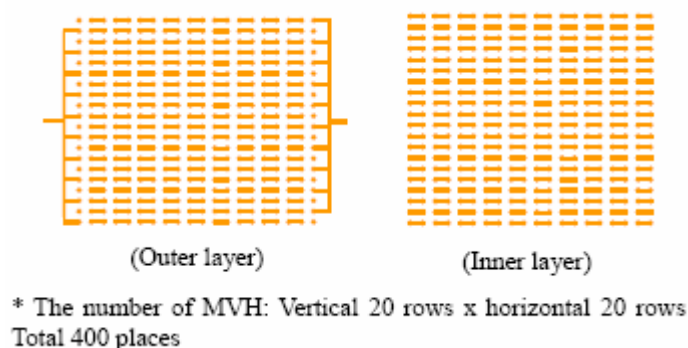 (Outer layer)
(Inner layer)
* The number of MVH: Vertical 20 rows x horizontal 20 rows
Total 400 places